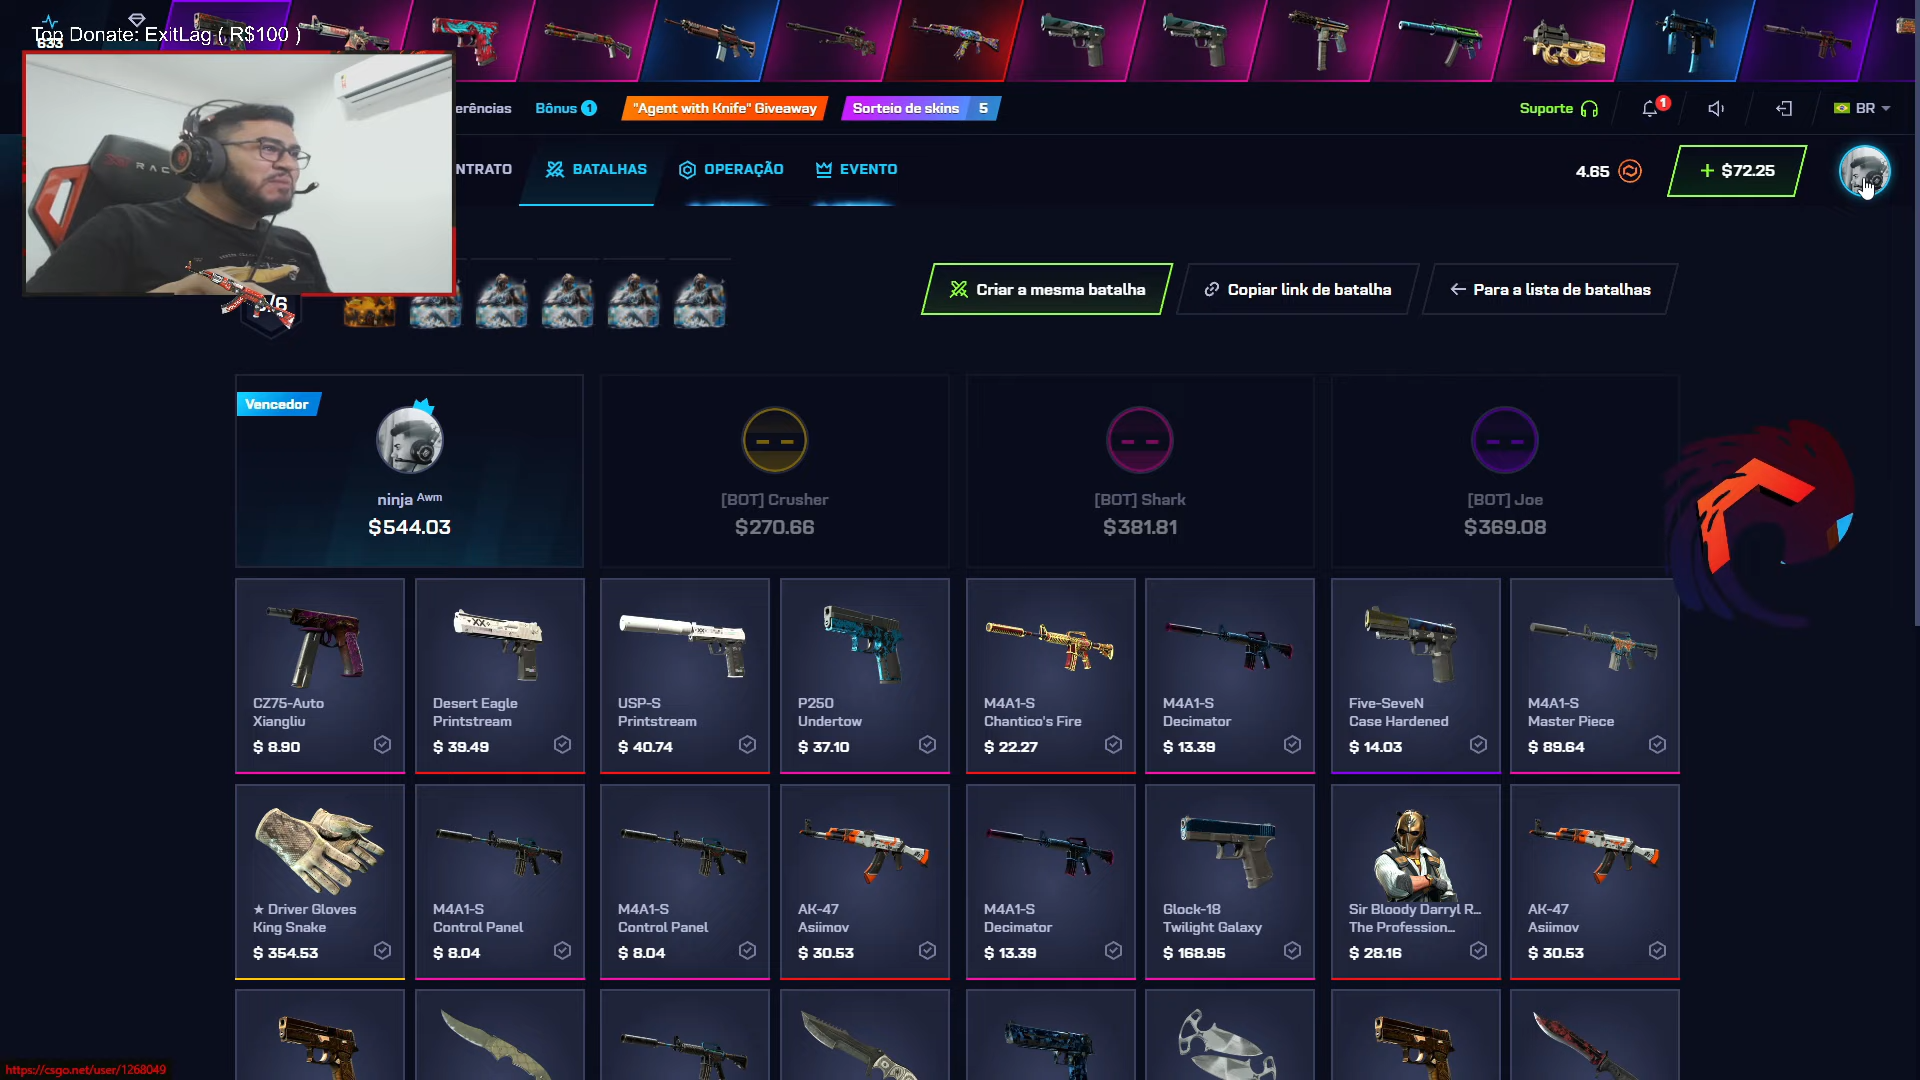 Top Donate: ExitLag ( R$100 )
633
erências
Bônus 1
"Agent with Knife" Giveaway
Sorteio de skins 5
Suporte
1
BR
NTRATO
BATALHAS
OPERAÇÃO
EVENTO
4.65
+ $72.25
/6
Criar a mesma batalha
Copiar link de batalha
Para a lista de batalhas
Vencedor
ninja Awm
$544.03
[BOT] Crusher
$270.66
[BOT] Shark
$381.81
[BOT] Joe
$369.08
CZ75-Auto
Xiangliu
$ 8.90
Desert Eagle
Printstream
$ 39.49
USP-S
Printstream
$ 40.74
P250
Undertow
$ 37.10
M4A1-S
Chantico's Fire
$ 22.27
M4A1-S
Decimator
$ 13.39
Five-SeveN
Case Hardened
$ 14.03
M4A1-S
Master Piece
$ 89.64
★ Driver Gloves
King Snake
$ 354.53
M4A1-S
Control Panel
$ 8.04
M4A1-S
Control Panel
$ 8.04
AK-47
Asiimov
$ 30.53
M4A1-S
Decimator
$ 13.39
Glock-18
Twilight Galaxy
$ 168.95
Sir Bloody Darryl R...
The Profession...
$ 28.16
AK-47
Asiimov
$ 30.53
https://csgo.net/user/1268049